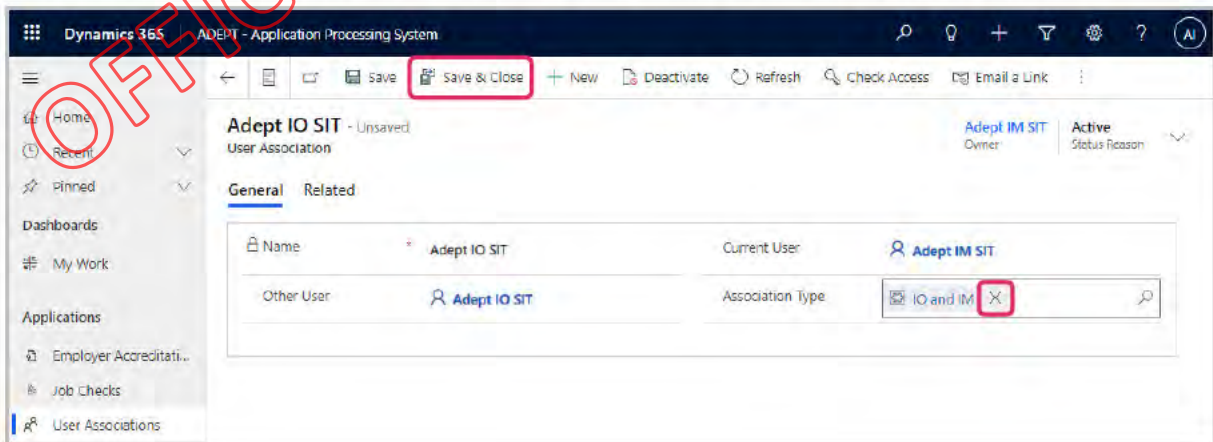 Dynamics 365 ADEPT - Application Processing System ? AI
Save Save & Close New Deactivate Refresh Check Access Email a Link
Home
Recent
Pinned
Dashboards
My Work
Applications
Employer Accreditati...
Job Checks
User Associations
Adept IO SIT - Unsaved
User Association
Adept IM SIT
Owner
Active
Status Reason
General Related
Name * Adept IO SIT Current User Adept IM SIT
Other User Adept IO SIT Association Type IO and IM